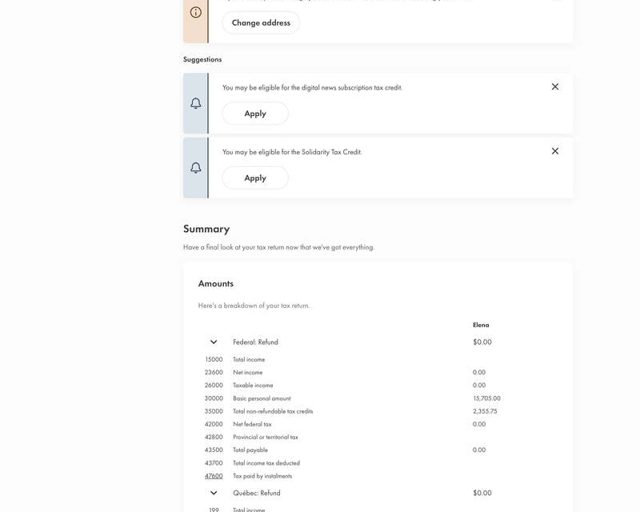 Change address
Suggestions
You may be eligible for the digital news subscription tax credit.
Apply
You may be eligible for the Solidarity Tax Credit.
Apply
Summary
Have a final look at your tax return now that we've got everything.
Amounts
Here's a breakdown of your tax return.
Elena
Federal: Refund $0.00
15000 Total income
23600 Net income 0.00
26000 Taxable income 0.00
30000 Basic personal amount 15,705.00
35000 Total non-refundable tax credits 2,355.75
42000 Net federal tax 0.00
42800 Provincial or territorial tax
43500 Total payable 0.00
43700 Total income tax deducted
47600 Tax paid by instalments
Québec: Refund $0.00
199 Total income